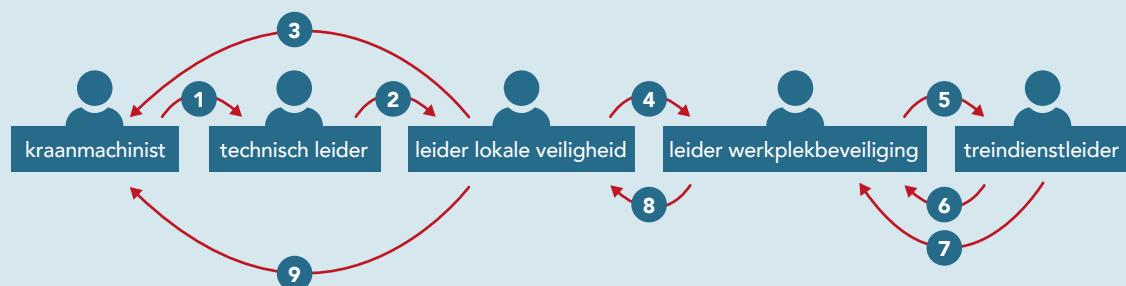 3
1
2
4
5
kraanmachinist
technisch leider
leider lokale veiligheid
leider werkplekbeveiliging
treindienstleider
8
6
7
9